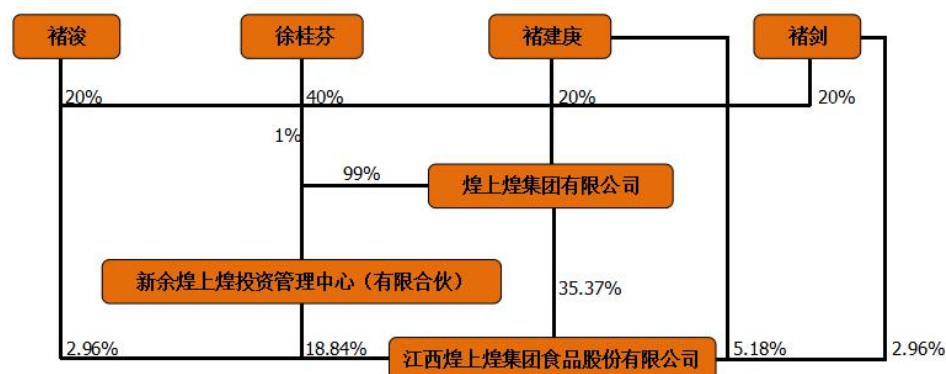 褚浚
徐桂芬
褚建庚
褚剑
20%
40%
20%
20%
1%
99%
煌上煌集团有限公司
新余煌上煌投资管理中心（有限合伙）
35.37%
2.96%
18.84%
江西煌上煌集团食品股份有限公司
5.18%
2.96%